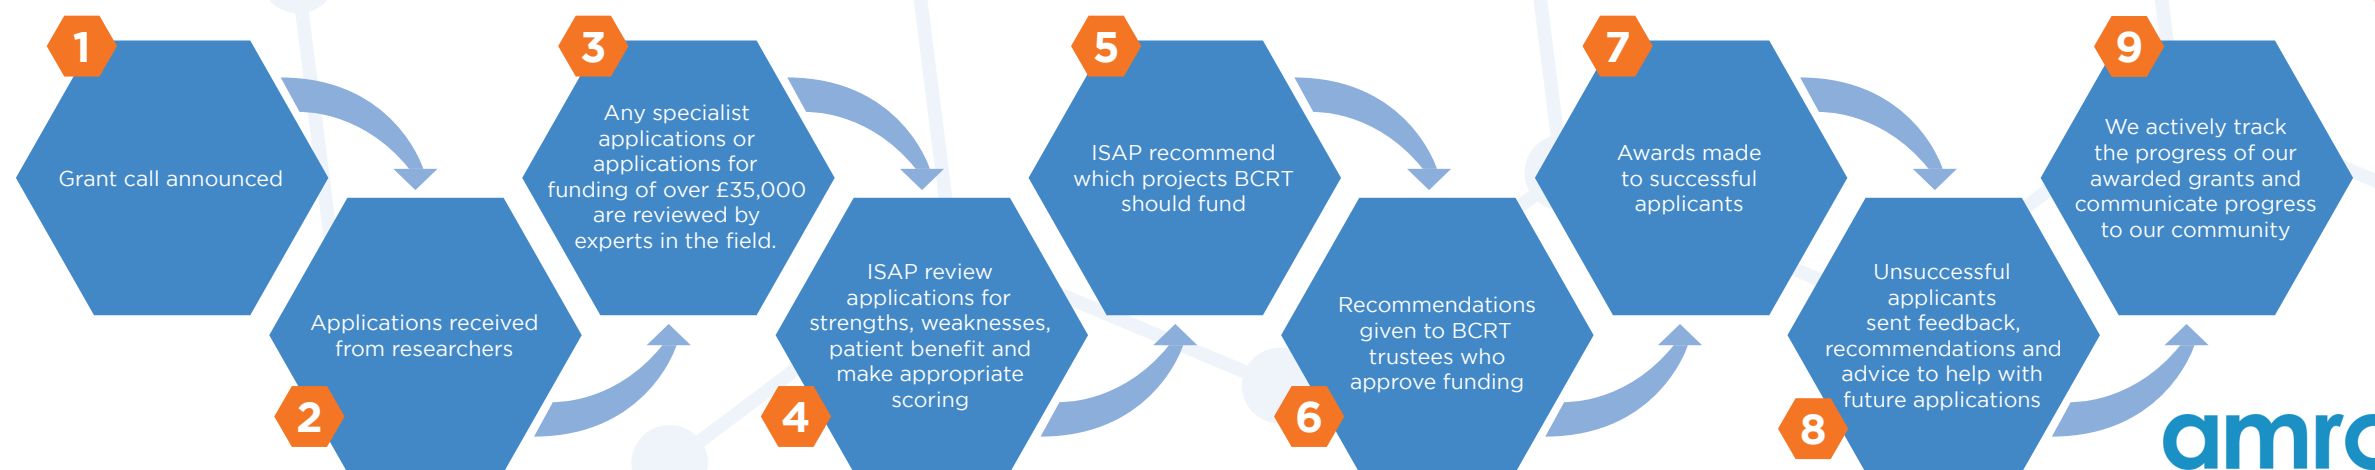 1
Grant call announced
2
Applications received
from researchers
3
Any specialist
applications or
applications for
funding of over £35,000
are reviewed by
experts in the field.
4
ISAP review
applications for
strengths, weaknesses,
patient benefit and
make appropriate
scoring
5
ISAP recommend
which projects BCRT
should fund
6
Recommendations
given to BCRT
trustees who
approve funding
7
Awards made
to successful
applicants
8
Unsuccessful
applicants
sent feedback,
recommendations and
advice to help with
future applications
9
We actively track
the progress of our
awarded grants and
communicate progress
to our community